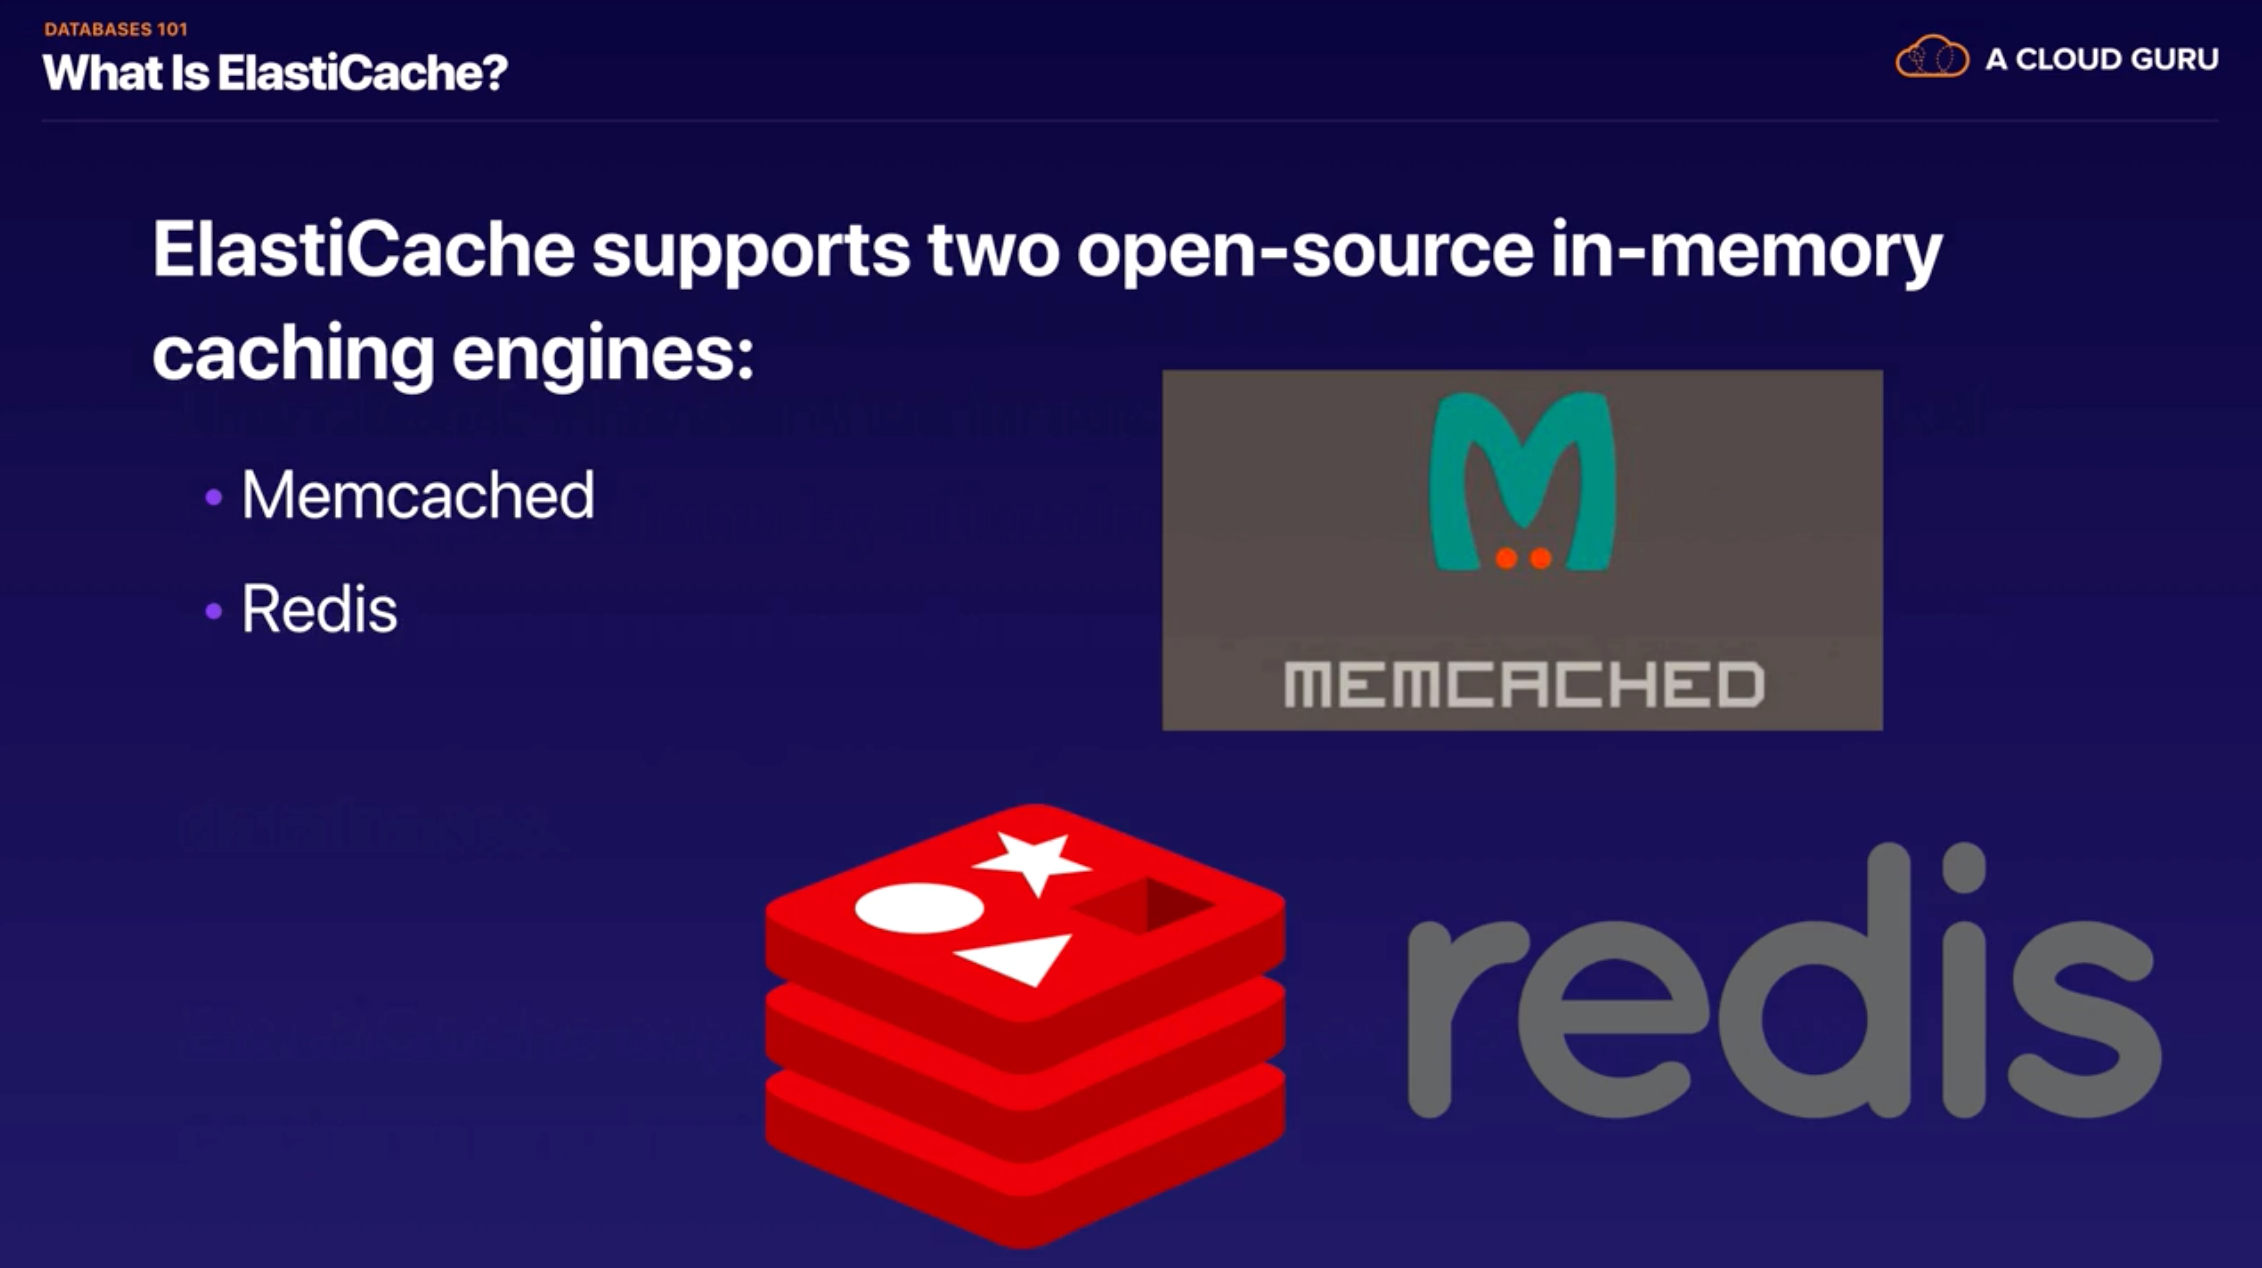 DATABASES 101
What Is ElastiCache?
A CLOUD GURU
ElastiCache supports two open-source in-memory
caching engines:
• Memcached
• Redis
MEMCACHED
redis